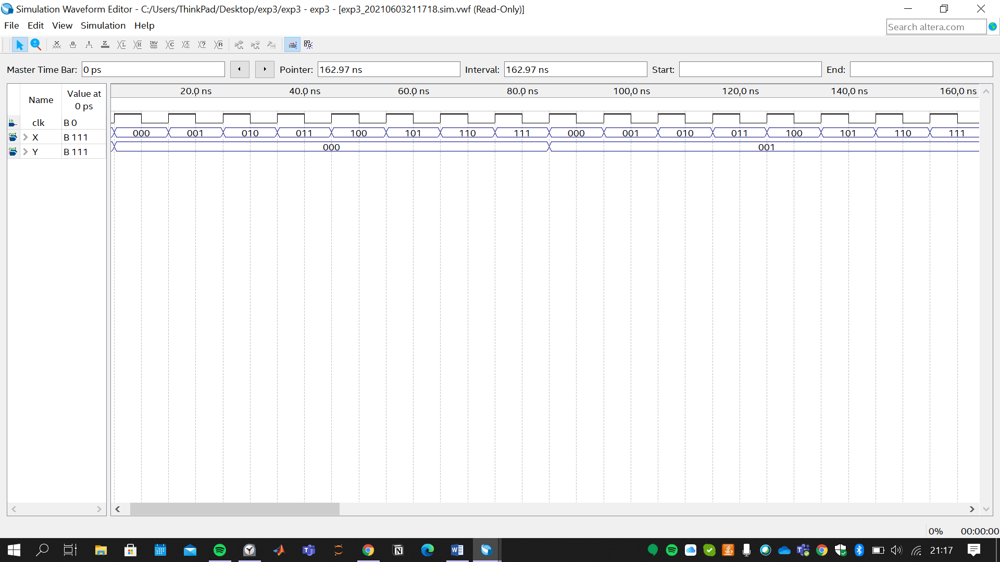 Simulation Waveform Editor - C:/Users/ThinkPad/Desktop/exp3/exp3 - exp3 - [exp3_20210603211718.sim.vwf (Read-Only)]
File Edit View Simulation Help
Search altera.com
Master Time Bar: 0 ps Pointer: 162.97 ns Interval: 162.97 ns Start: End:
Name Value at 0 ps
20.0 ns 40.0 ns 60.0 ns 80.0 ns 100,0 ns 120,0 ns 140,0 ns 160,0 ns
in clk B 0
out X B 111 000 001 010 011 100 101 110 111 000 001 010 011 100 101 110 111
out Y B 111 000 001
0% 00:00:00
21:17